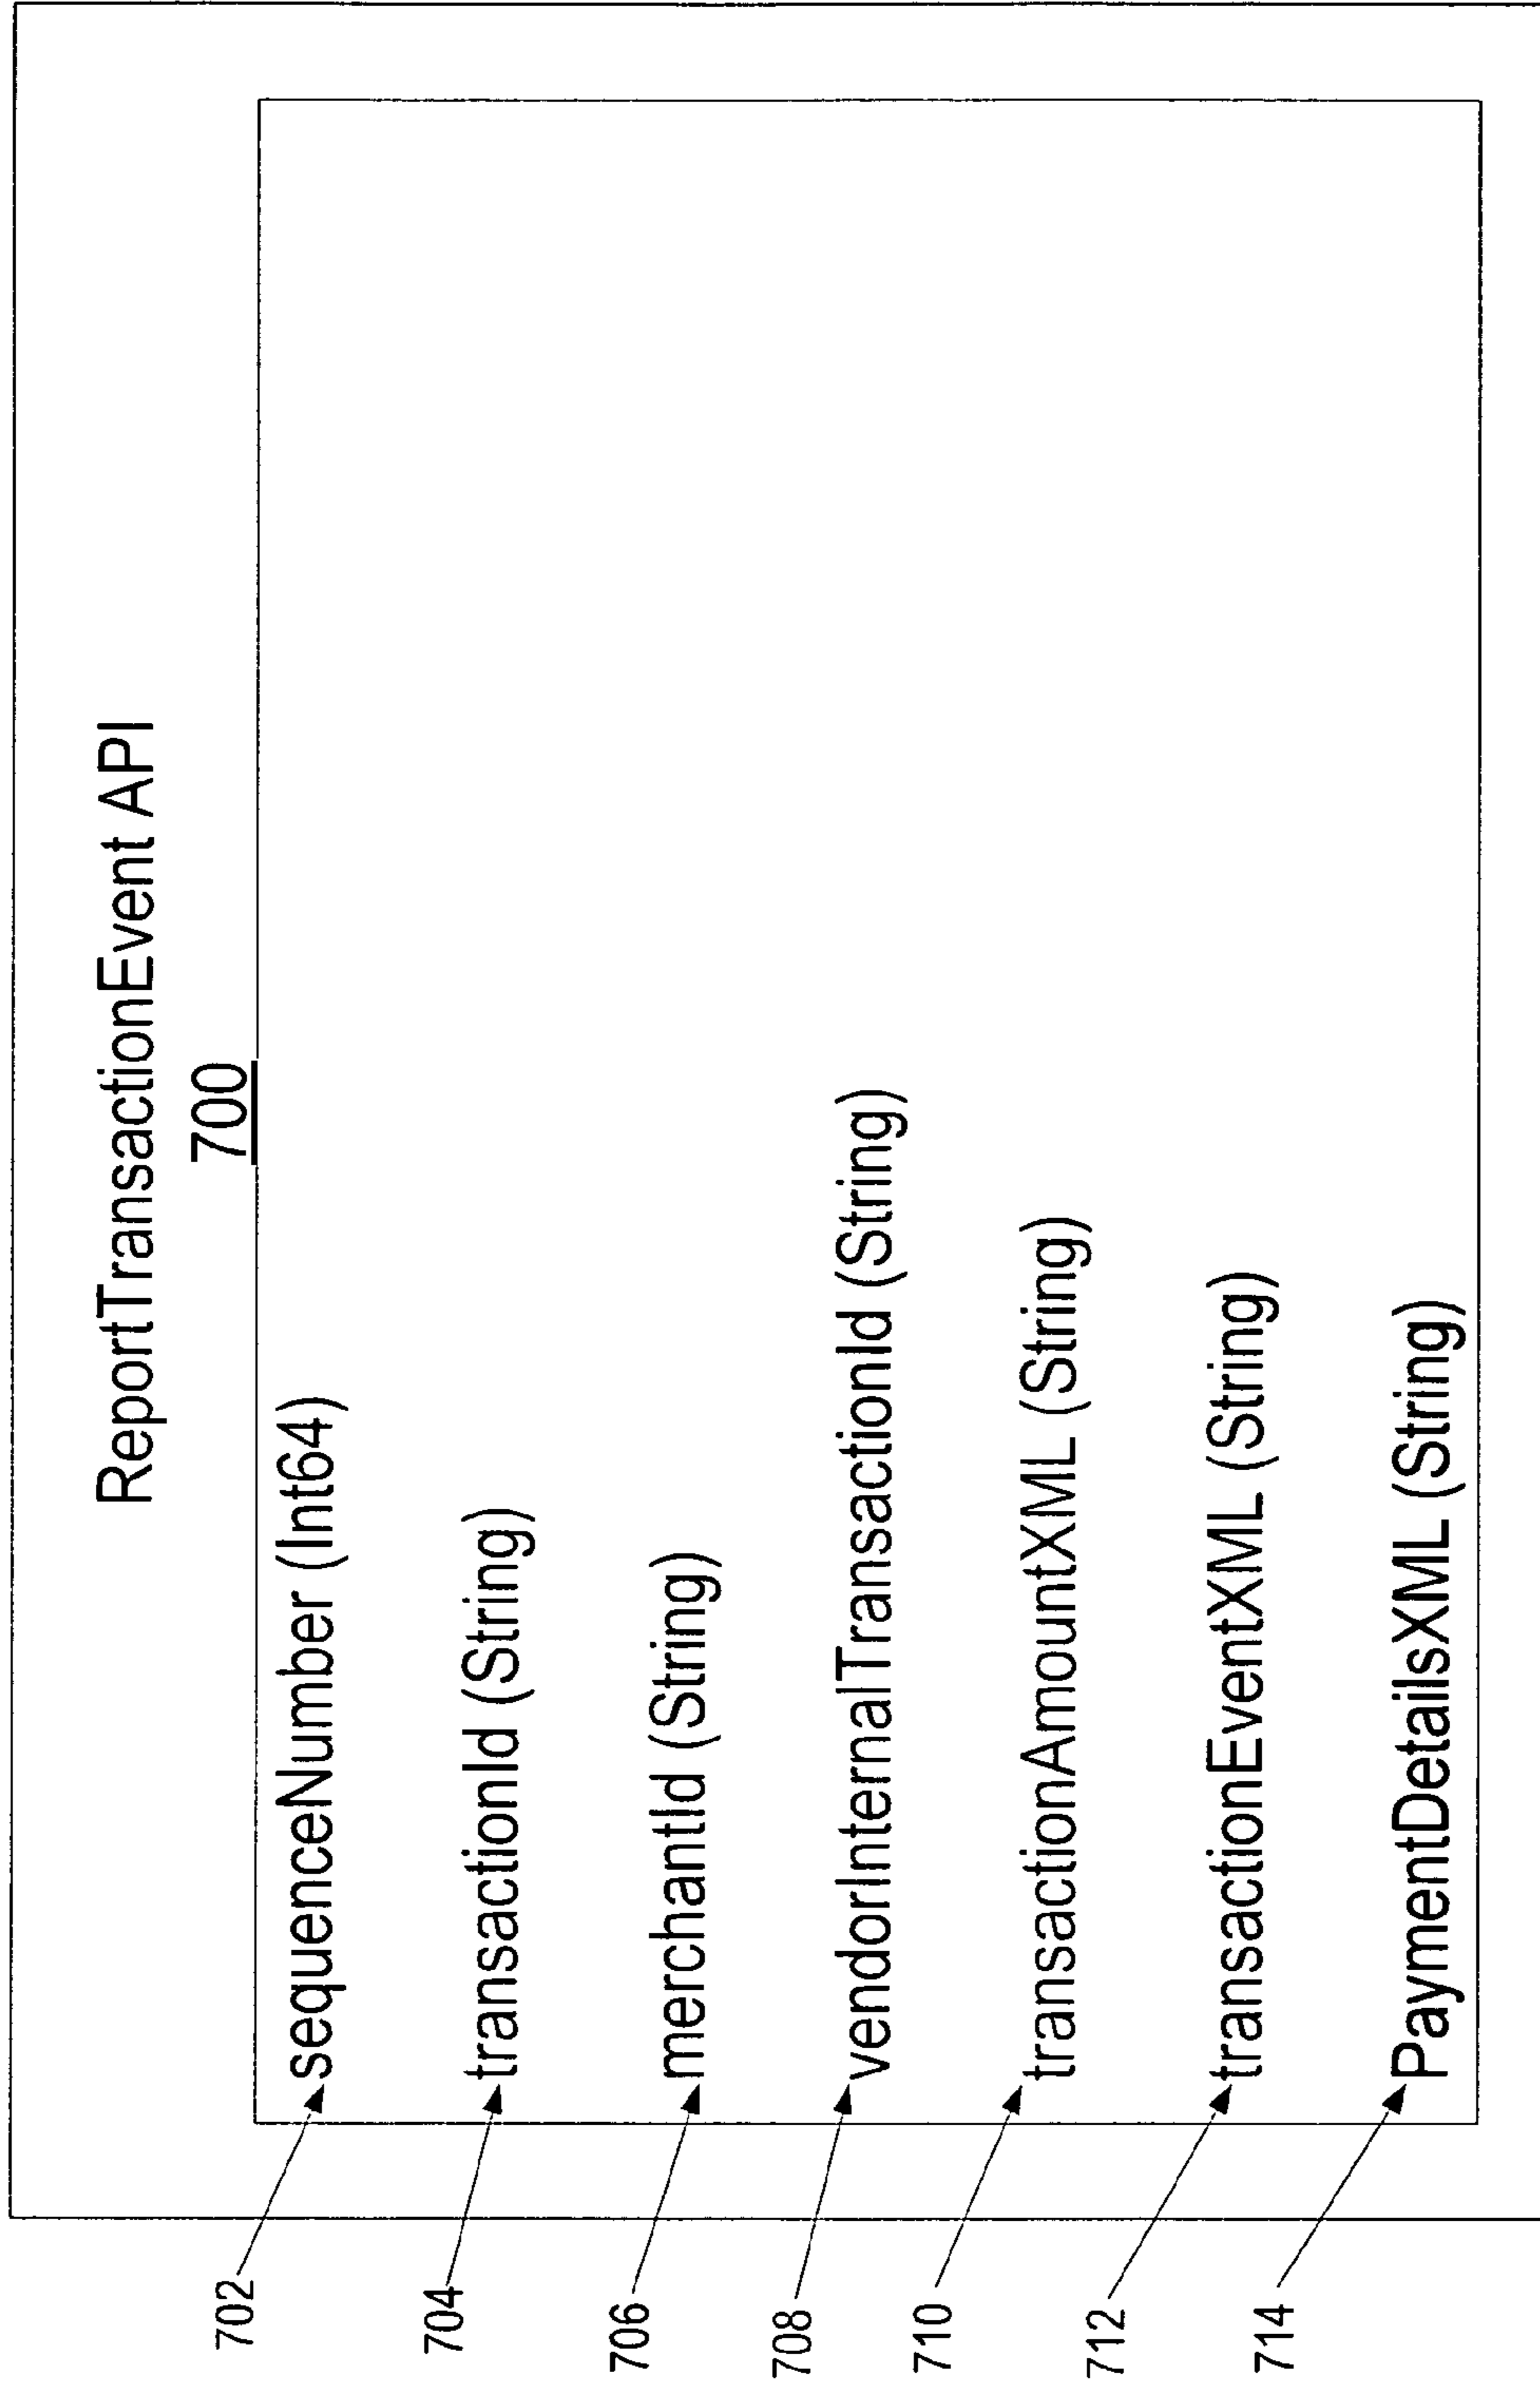 ReportTransactionEvent API
700
702
sequenceNumber (Int64)
704
transactionId (String)
706
merchantId (String)
708
vendorInternalTransactionId (String)
710
transactionAmountXML (String)
712
transactionEventXML (String)
714
PaymentDetailsXML (String)